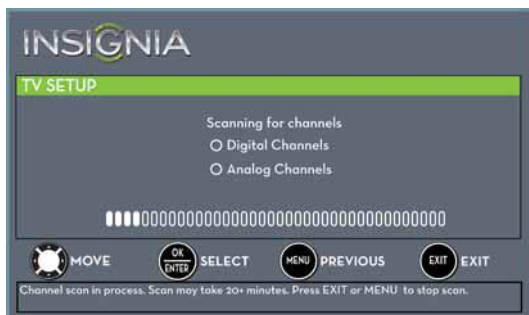 INSIGNIA
TV SETUP
Scanning for channels
Digital Channels
Analog Channels
MOVE OK ENTER SELECT MENU PREVIOUS EXIT EXIT
Channel scan in process. Scan may take 20+ minutes. Press EXIT or MENU to stop scan.